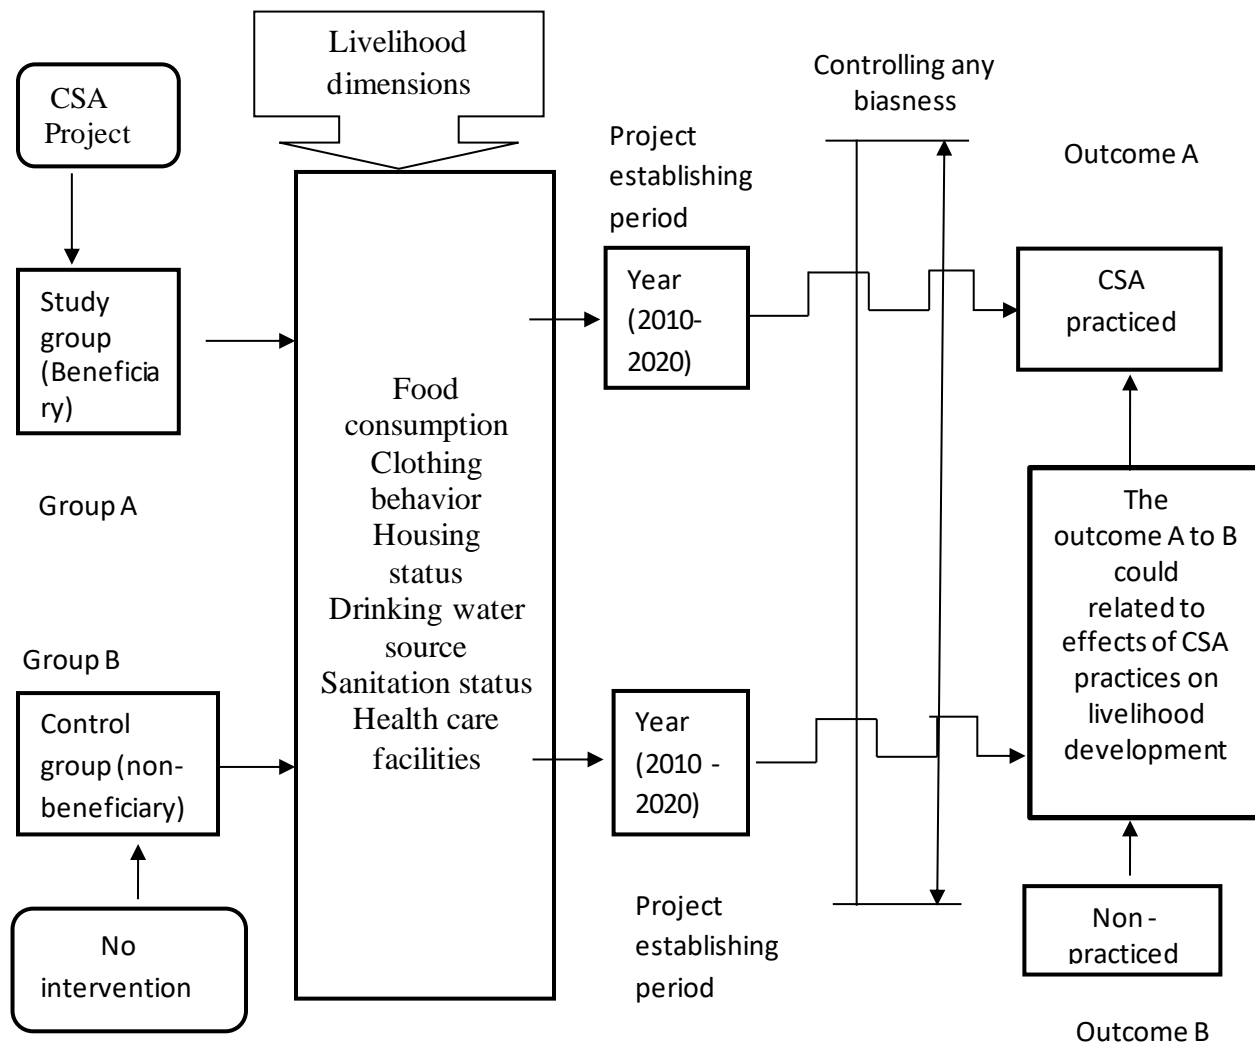 Livelihood
dimensions
CSA
Project
Controlling any
biasness
Project
establishing
period
Outcome A
Study
group
(Beneficia
ry)
Year
(2010-
2020)
CSA
practiced
Group A
Food
consumption
Clothing
behavior
Housing
status
Drinking water
source
Sanitation status
Health care
facilities
The
outcome A to B
could
related to
effects of CSA
practices on
livelihood
development
Group B
Control
group (non-
beneficiary)
Year
(2010 -
2020)
No
intervention
Project
establishing
period
Non -
practiced
Outcome B